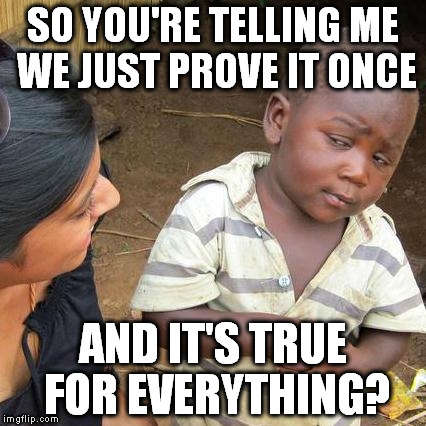 SO YOU'RE TELLING ME
WE JUST PROVE IT ONCE
AND IT'S TRUE
FOR EVERYTHING?
imgflip.com